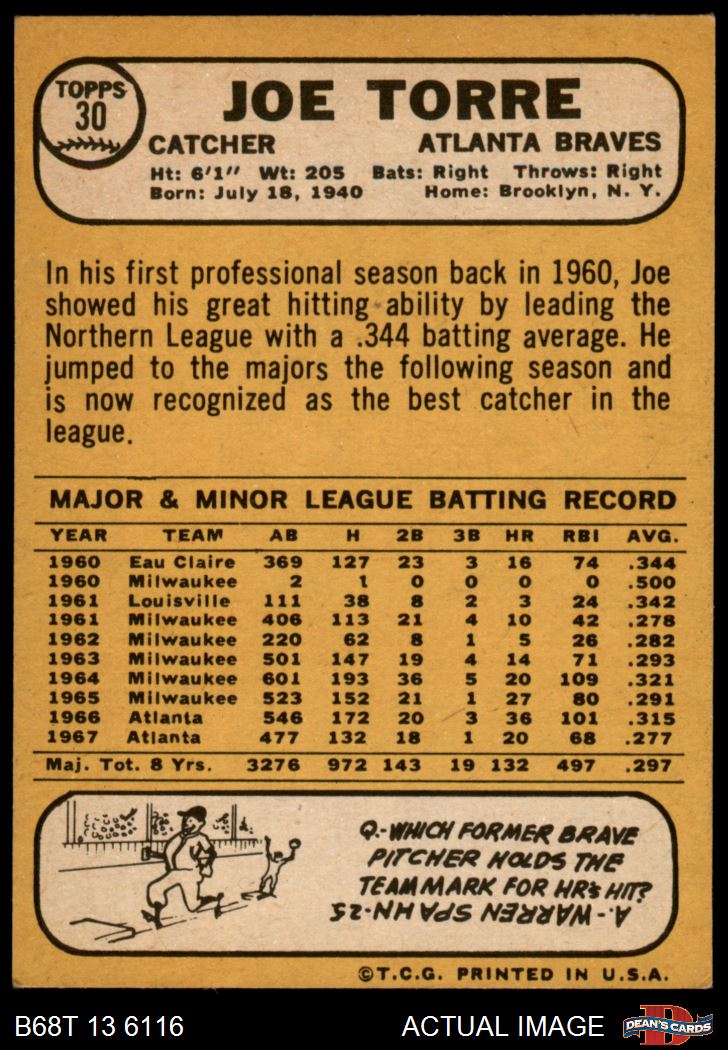 TOPPS
30
JOE TORRE
CATCHER ATLANTA BRAVES
Ht: 6'1" Wt: 205 Bats: Right Throws: Right
Born: July 18, 1940 Home: Brooklyn, N. Y.
In his first professional season back in 1960, Joe
showed his great hitting ability by leading the
Northern League with a .344 batting average. He
jumped to the majors the following season and
is now recognized as the best catcher in the
league.
MAJOR & MINOR LEAGUE BATTING RECORD
YEAR TEAM AB H 2B 3B HR RBI AVG.
1960 Eau Claire 369 127 23 3 16 74 .344
1960 Milwaukee 2 1 0 0 0 0 .500
1961 Louisville 111 38 8 2 3 24 .342
1961 Milwaukee 406 113 21 4 10 42 .278
1962 Milwaukee 220 62 8 1 5 26 .282
1963 Milwaukee 501 147 19 4 14 71 .293
1964 Milwaukee 601 193 36 5 20 109 .321
1965 Milwaukee 523 152 21 1 27 80 .291
1966 Atlanta 546 172 20 3 36 101 .315
1967 Atlanta 477 132 18 1 20 68 .277
Maj. Tot. 8 Yrs. 3276 972 143 19 132 497 .297
Q.-WHICH FORMER BRAVE
PITCHER HOLDS THE
TEAM MARK FOR HR's HIT?
A.-WARREN SPAHN-25
©T.C.G. PRINTED IN U.S.A.
B68T 13 6116 ACTUAL IMAGE
D
DEAN'S CARDS